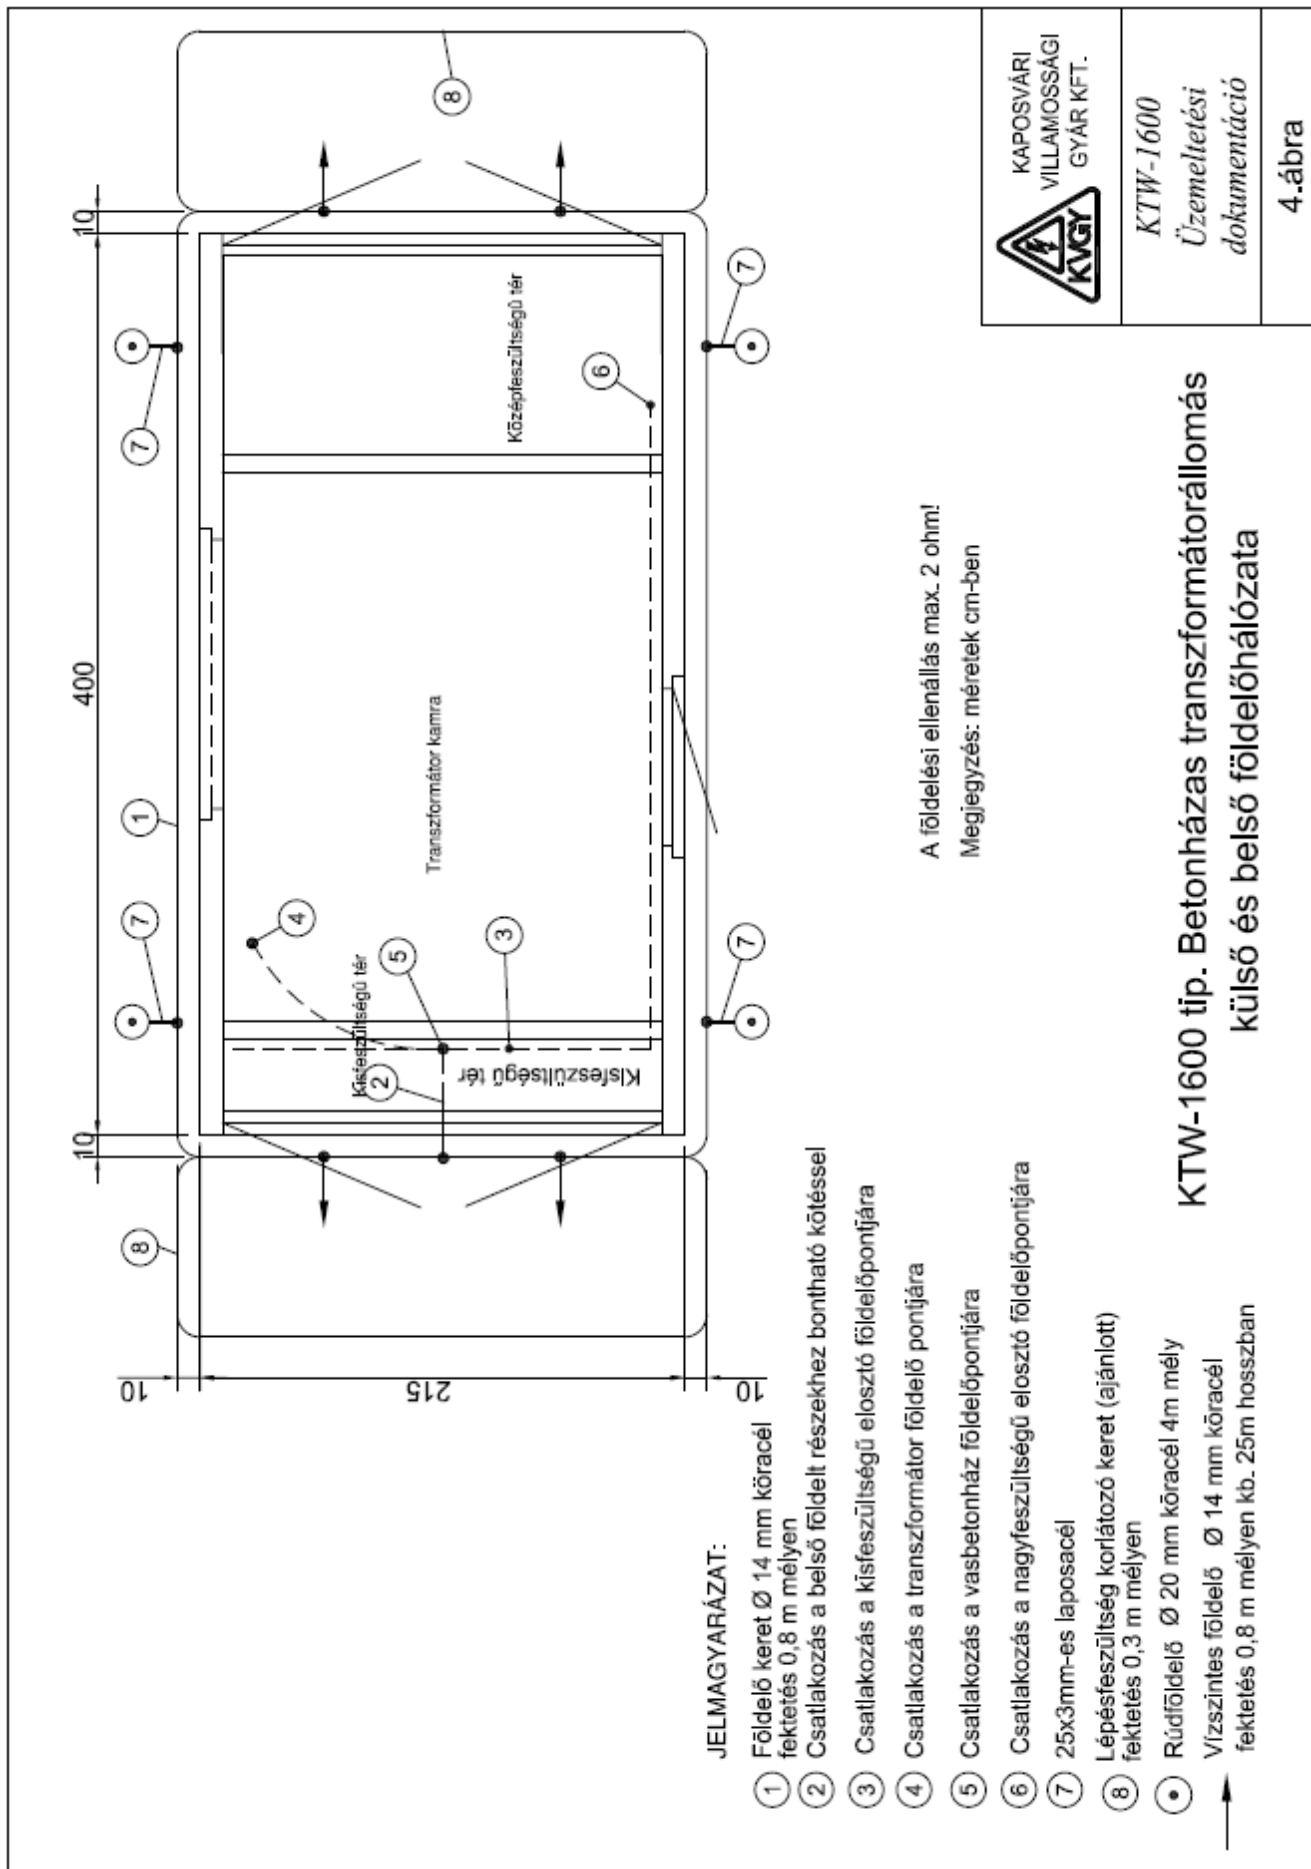 8
7
7
6
Középfeszültségű tér
10
400
10
1
Transzformátor kamra
7
4
5
3
7
Kisfeszültségű tér
2
Kisfeszültségű tér
8
10
215
10
A földelési ellenállás max. 2 ohm!
Megjegyzés: méretek cm-ben
JELMAGYARÁZAT:
1 Földelő keret Ø 14 mm köracél
fektetés 0,8 m mélyen
2 Csatlakozás a belső földelt részekhez bontható kötéssel
3 Csatlakozás a kisfeszültségű elosztó földelőpontjára
4 Csatlakozás a transzformátor földelő pontjára
5 Csatlakozás a vasbetonház földelőpontjára
6 Csatlakozás a nagyfeszültségű elosztó földelőpontjára
7 25x3mm-es laposacél
8 Lépésfeszültség korlátozó keret (ajánlott)
fektetés 0,3 m mélyen
Rúdföldelő Ø 20 mm köracél 4m mély
Vízszintes földelő Ø 14 mm köracél
fektetés 0,8 m mélyen kb. 25m hosszban
KTW-1600 tip. Betonházas transzformátorállomás
külső és belső földelőhálózata
KAPOSVÁRI
VILLAMOSSÁGI
GYÁR KFT.
KVGY
KTW-1600
Üzemeltetési
dokumentáció
4.ábra